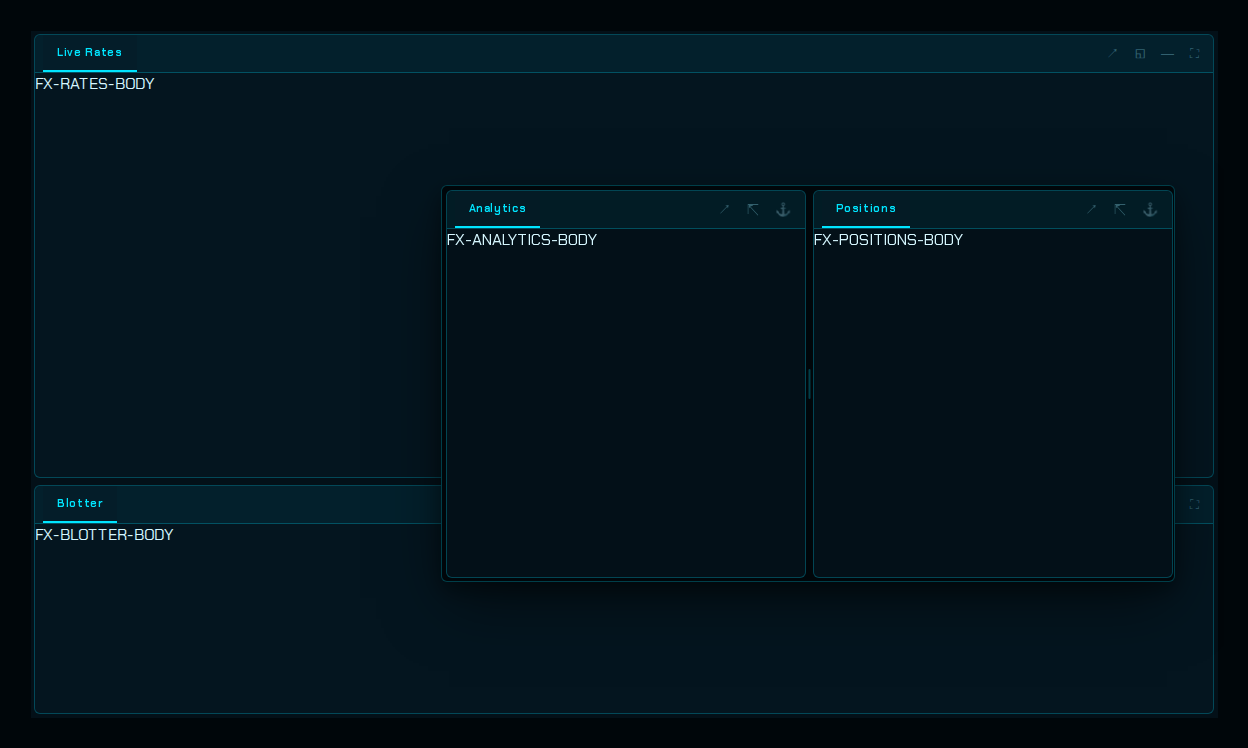 Live Rates
FX-RATES-BODY
Analytics
FX-ANALYTICS-BODY
Positions
FX-POSITIONS-BODY
Blotter
FX-BLOTTER-BODY